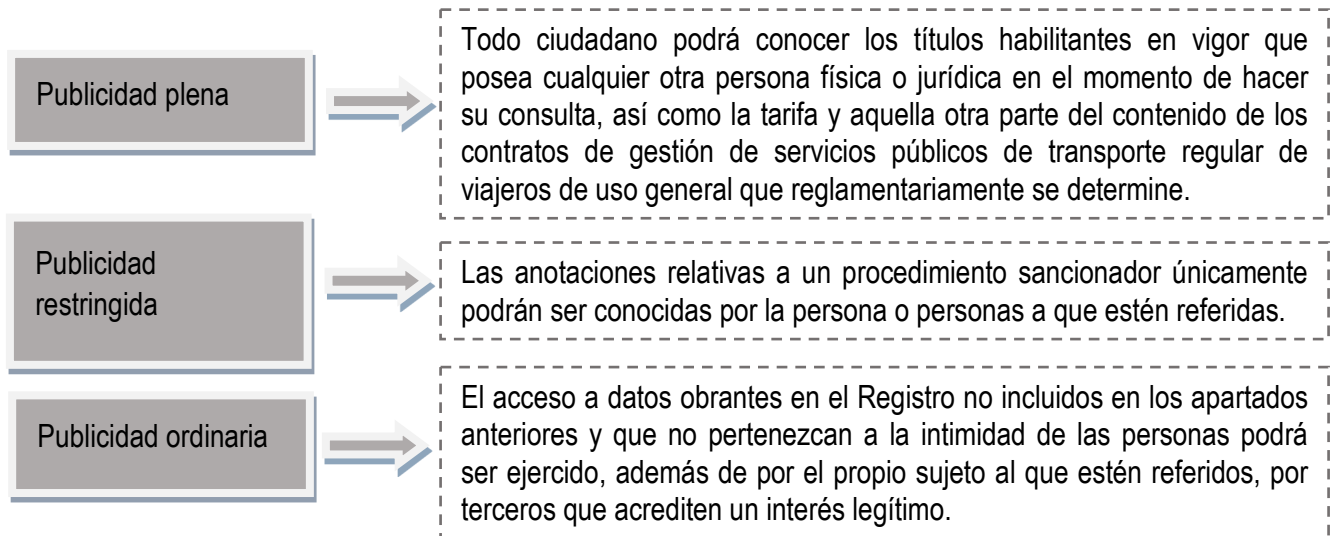 Publicidad plena
Todo ciudadano podrá conocer los títulos habilitantes en vigor que
posea cualquier otra persona física o jurídica en el momento de hacer
su consulta, así como la tarifa y aquella otra parte del contenido de los
contratos de gestión de servicios públicos de transporte regular de
viajeros de uso general que reglamentariamente se determine.
Publicidad
restringida
Las anotaciones relativas a un procedimiento sancionador únicamente
podrán ser conocidas por la persona o personas a que estén referidas.
Publicidad ordinaria
El acceso a datos obrantes en el Registro no incluidos en los apartados
anteriores y que no pertenezcan a la intimidad de las personas podrá
ser ejercido, además de por el propio sujeto al que estén referidos, por
terceros que acrediten un interés legítimo.